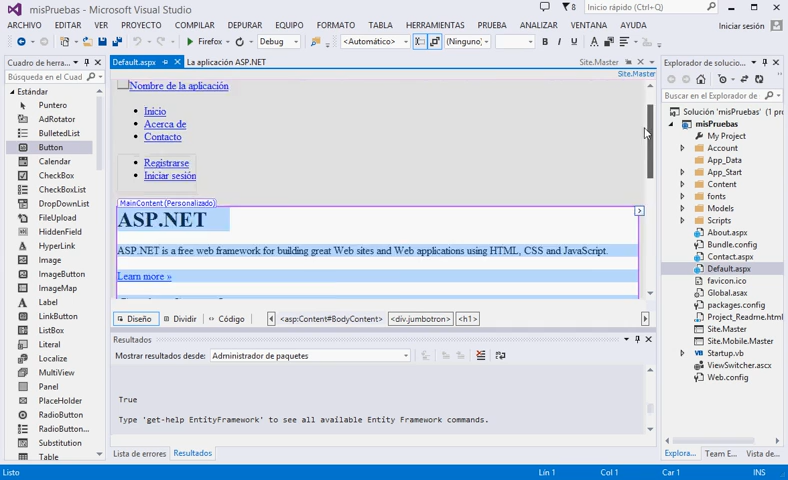 misPruebas - Microsoft Visual Studio
Inicio rápido (Ctrl+Q)
ARCHIVO EDITAR VER PROYECTO COMPILAR DEPURAR EQUIPO FORMATO TABLA HERRAMIENTAS PRUEBA ANALIZAR VENTANA AYUDA
Iniciar sesión
Firefox Debug <Automático> (Ninguno)
Cuadro de herra...
Búsqueda en el Cuad
Estándar
Puntero
AdRotator
BulletedList
Button
Calendar
CheckBox
CheckBoxList
DropDownList
FileUpload
HiddenField
HyperLink
Image
ImageButton
ImageMap
Label
LinkButton
ListBox
Literal
Localize
MultiView
Panel
PlaceHolder
RadioButton
RadioButton...
Substitution
Table
Default.aspx La aplicación ASP.NET Site.Master
Site.Master
Nombre de la aplicación
Inicio
Acerca de
Contacto
Registrarse
Iniciar sesión
MainContent (Personalizado)
ASP.NET
ASP.NET is a free web framework for building great Web sites and Web applications using HTML, CSS and JavaScript.
Learn more »
Diseño Dividir Código <asp:Content#BodyContent> <div.jumbotron> <h1>
Resultados
Mostrar resultados desde: Administrador de paquetes
True
Type 'get-help EntityFramework' to see all available Entity Framework commands.
Lista de errores Resultados
Explorador de solucio...
Buscar en el Explorador de
Solución 'misPruebas' (1 pro
misPruebas
My Project
Account
App_Data
App_Start
Content
fonts
Models
Scripts
About.aspx
Bundle.config
Contact.aspx
Default.aspx
favicon.ico
Global.asax
packages.config
Project_Readme.html
Site.Master
Site.Mobile.Master
Startup.vb
ViewSwitcher.ascx
Web.config
Explora... Team E... Vista de...
Listo Lín 1 Col 1 Car 1 INS